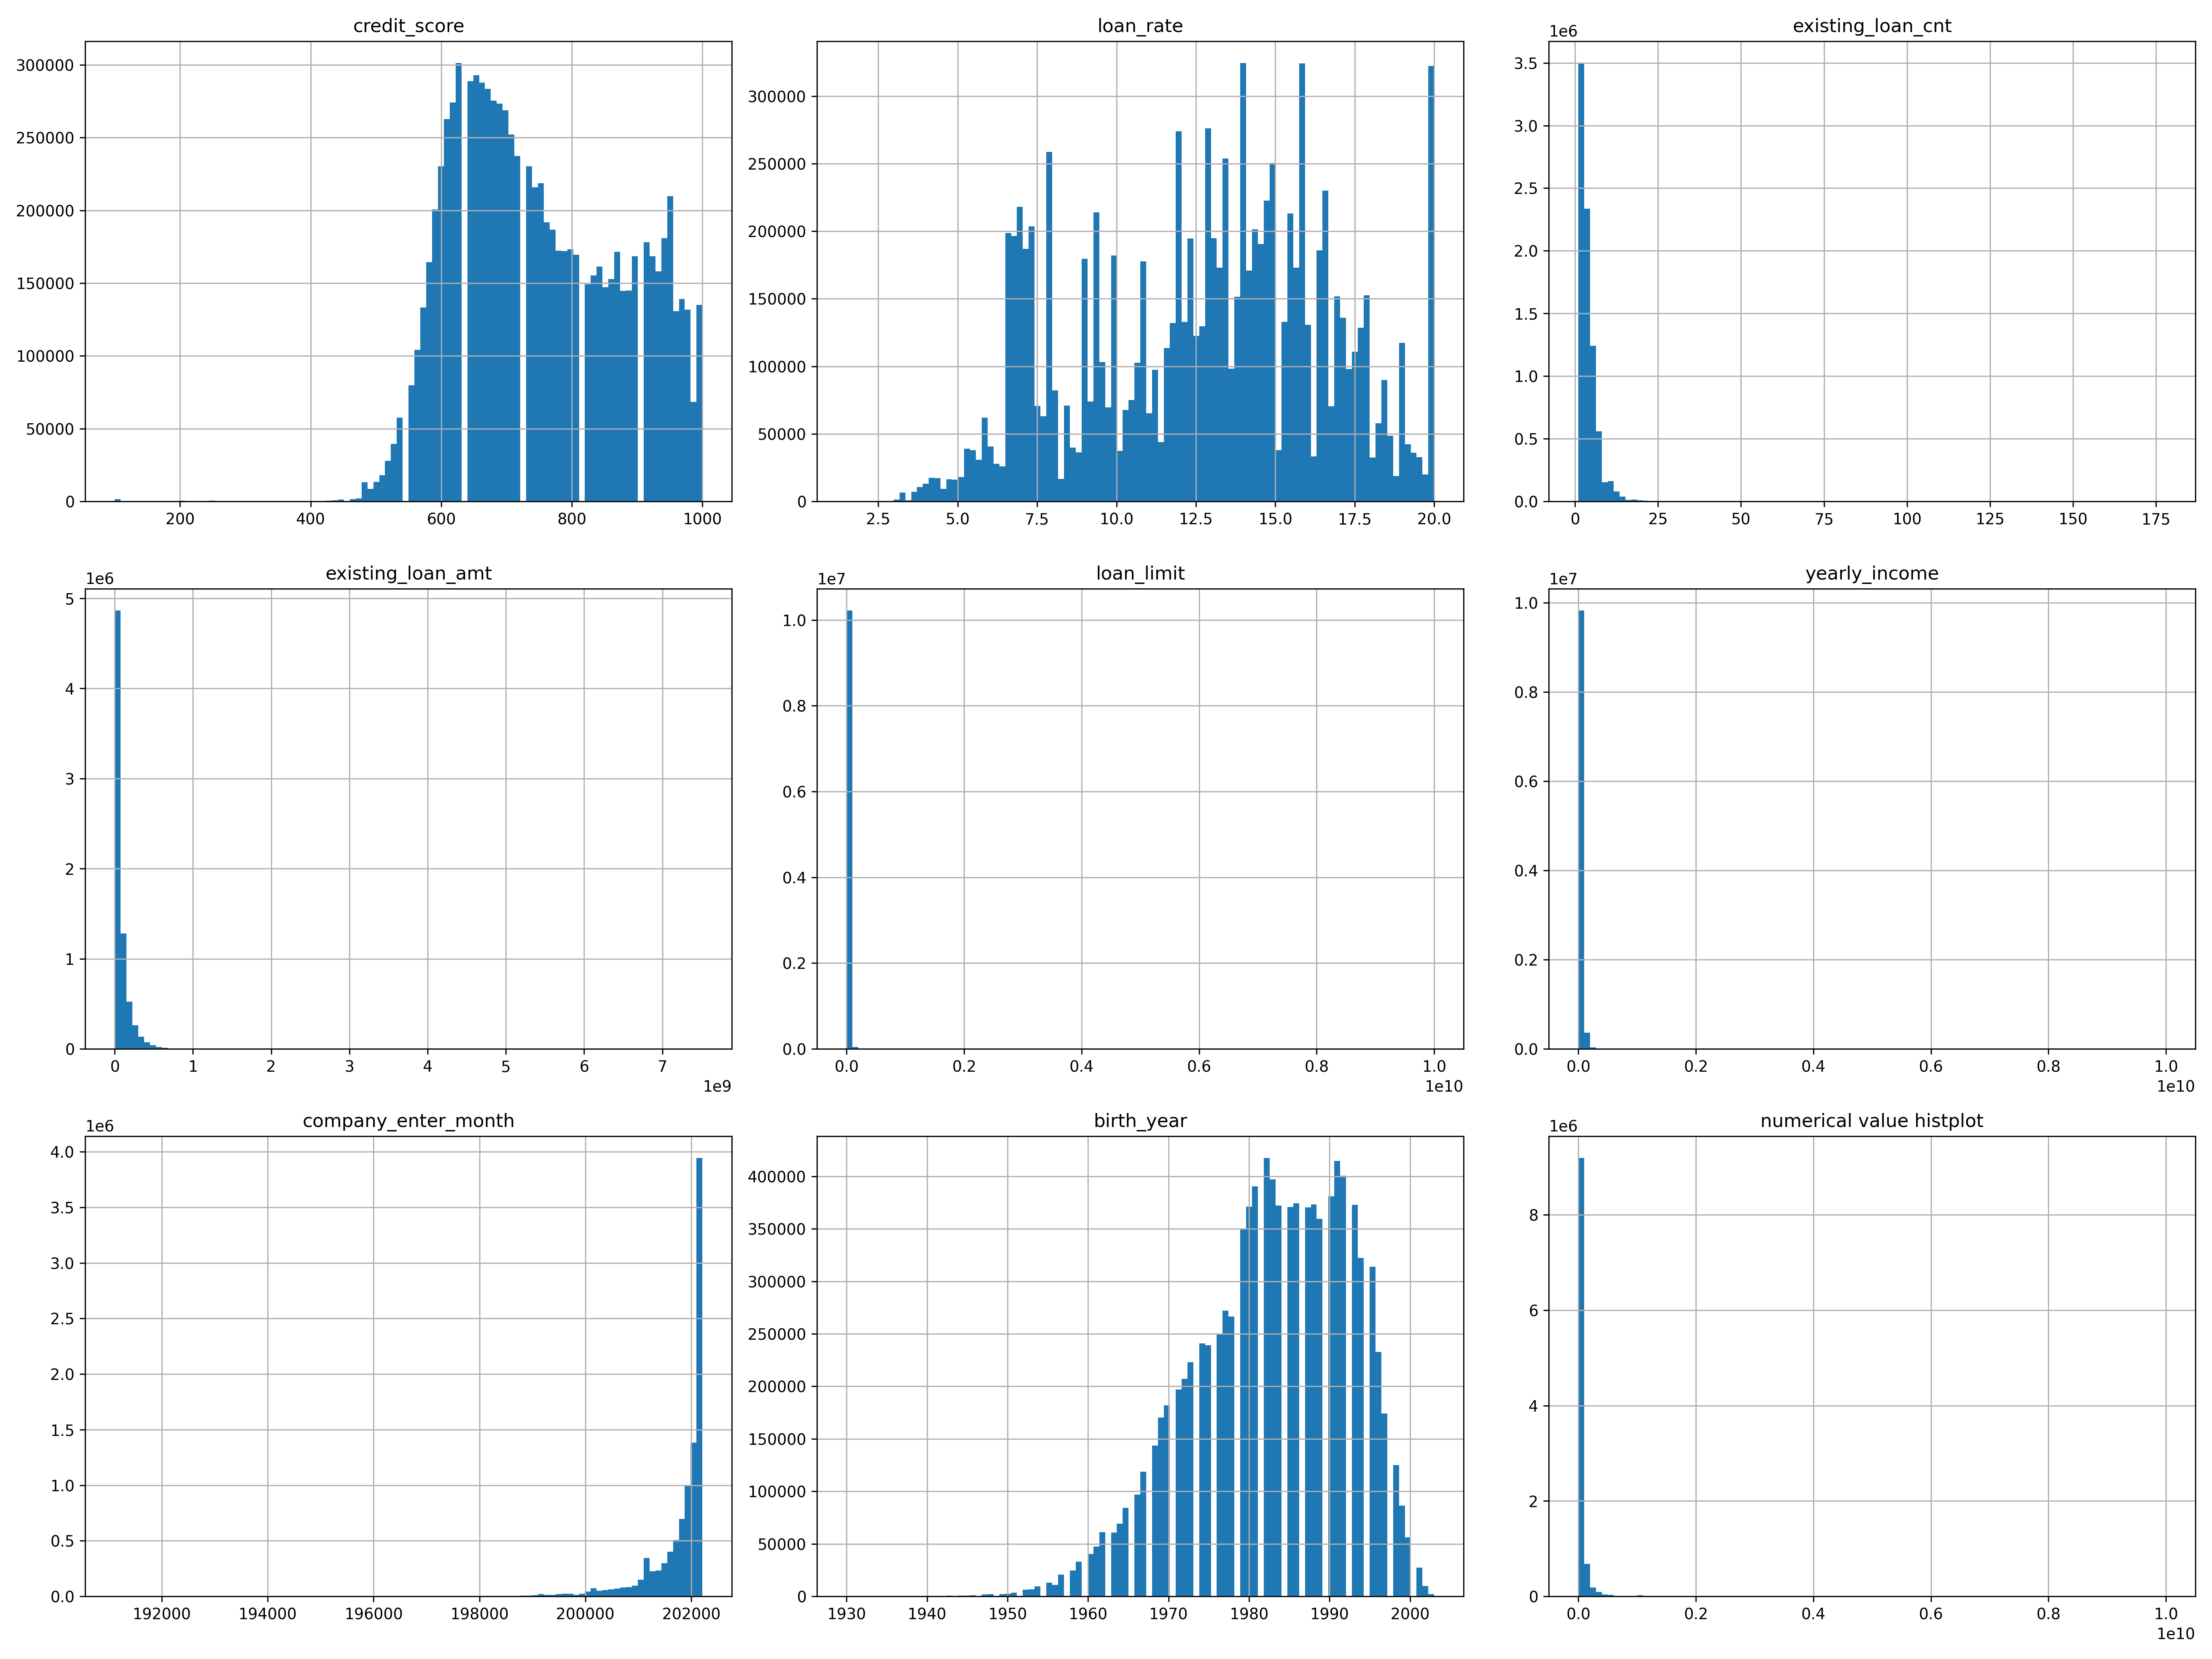 credit_score
300000
250000
200000
150000
100000
50000
0
200 400 600 800 1000
loan_rate
300000
250000
200000
150000
100000
50000
0
2.5 5.0 7.5 10.0 12.5 15.0 17.5 20.0
existing_loan_cnt
1e6
3.5
3.0
2.5
2.0
1.5
1.0
0.5
0.0
0 25 50 75 100 125 150 175
existing_loan_amt
1e6
5
4
3
2
1
0
0 1 2 3 4 5 6 7
1e9
loan_limit
1e7
1.0
0.8
0.6
0.4
0.2
0.0
0.0 0.2 0.4 0.6 0.8 1.0
1e10
yearly_income
1e7
1.0
0.8
0.6
0.4
0.2
0.0
0.0 0.2 0.4 0.6 0.8 1.0
1e10
company_enter_month
1e6
4.0
3.5
3.0
2.5
2.0
1.5
1.0
0.5
0.0
192000 194000 196000 198000 200000 202000
birth_year
400000
350000
300000
250000
200000
150000
100000
50000
0
1930 1940 1950 1960 1970 1980 1990 2000
numerical value histplot
1e6
8
6
4
2
0
0.0 0.2 0.4 0.6 0.8 1.0
1e10